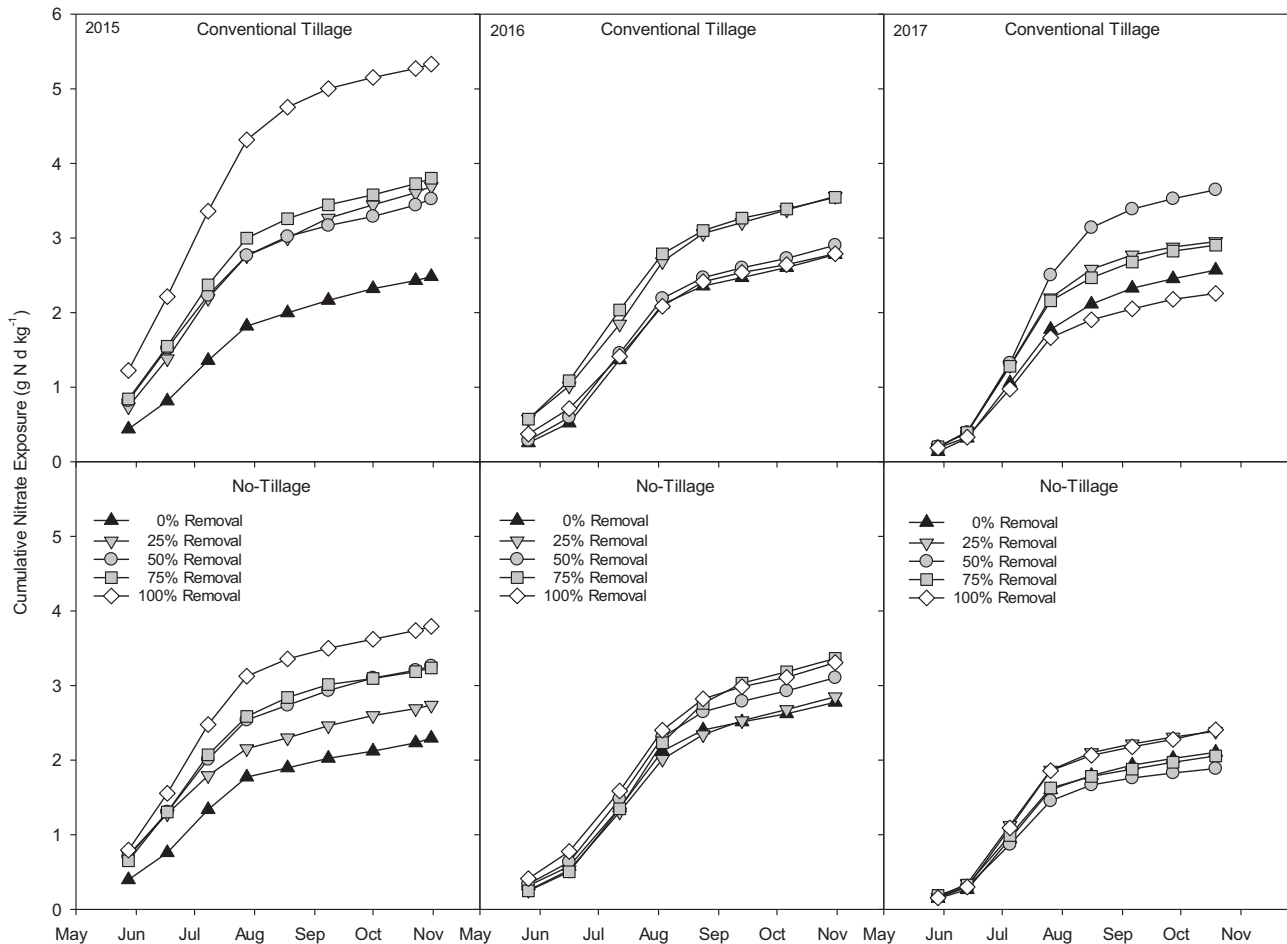 2015
Conventional Tillage
2016
Conventional Tillage
2017
Conventional Tillage
Cumulative Nitrate Exposure (g N d kg⁻¹)
6
5
4
3
2
1
0
No-Tillage
0% Removal
25% Removal
50% Removal
75% Removal
100% Removal
No-Tillage
0% Removal
25% Removal
50% Removal
75% Removal
100% Removal
No-Tillage
0% Removal
25% Removal
50% Removal
75% Removal
100% Removal
5
4
3
2
1
0
May Jun Jul Aug Sep Oct Nov
May Jun Jul Aug Sep Oct Nov
May Jun Jul Aug Sep Oct Nov